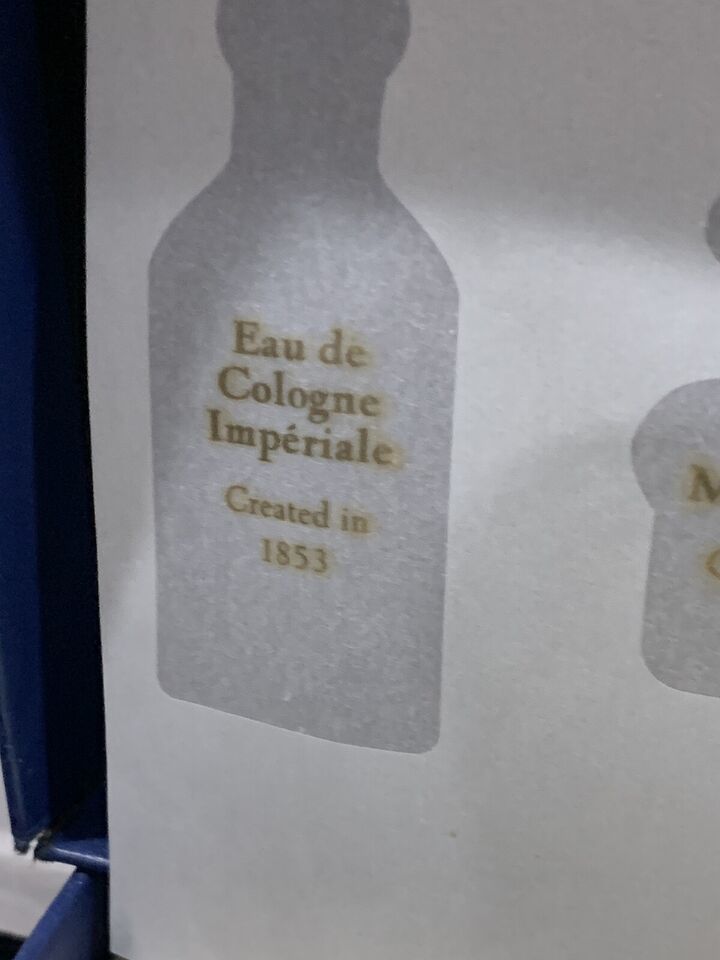 Eau de
Cologne
Impériale
Created in
1853
M